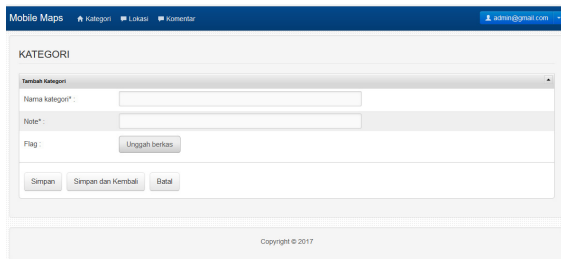 Mobile Maps Kategori Lokasi Komentar admin@gmail.com
KATEGORI
Tambah Kategori
Nama kategori* :
Note* :
Flag : Unggah berkas
Simpan Simpan dan Kembali Batal
Copyright © 2017